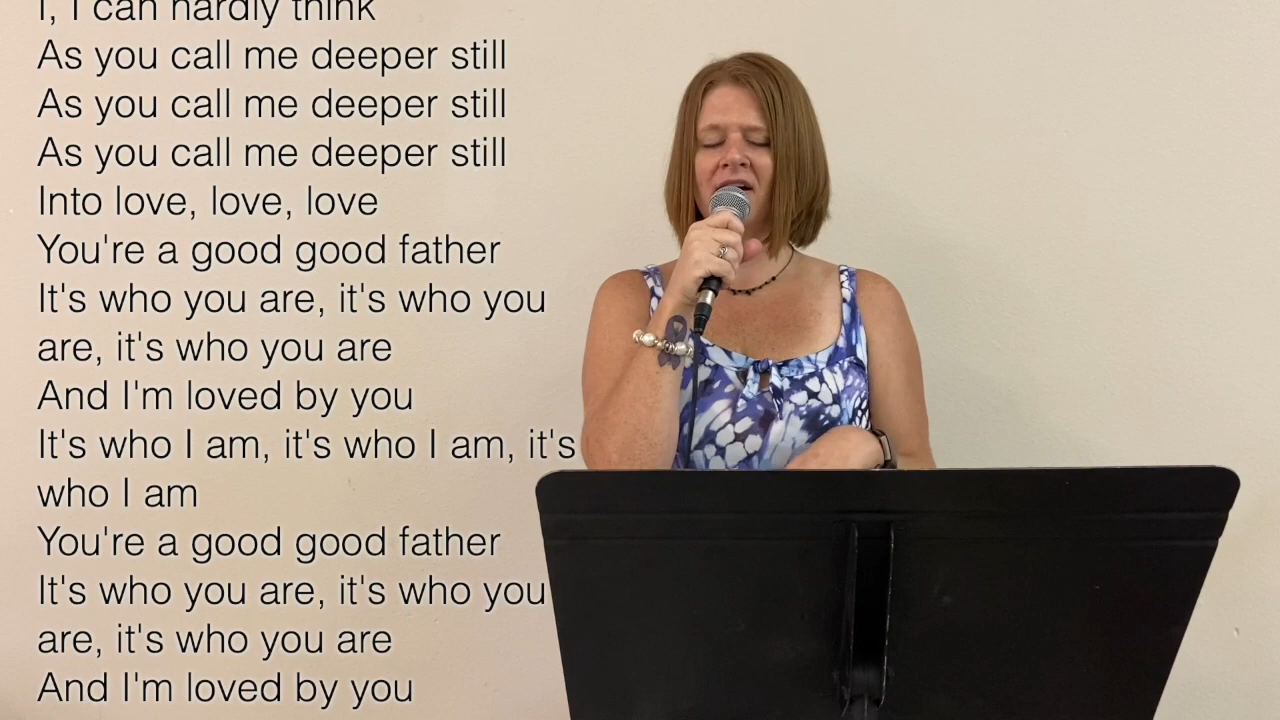 I, I can hardly think
As you call me deeper still
As you call me deeper still
As you call me deeper still
Into love, love, love
You're a good good father
It's who you are, it's who you
are, it's who you are
And I'm loved by you
It's who I am, it's who I am, it's
who I am
You're a good good father
It's who you are, it's who you
are, it's who you are
And I'm loved by you